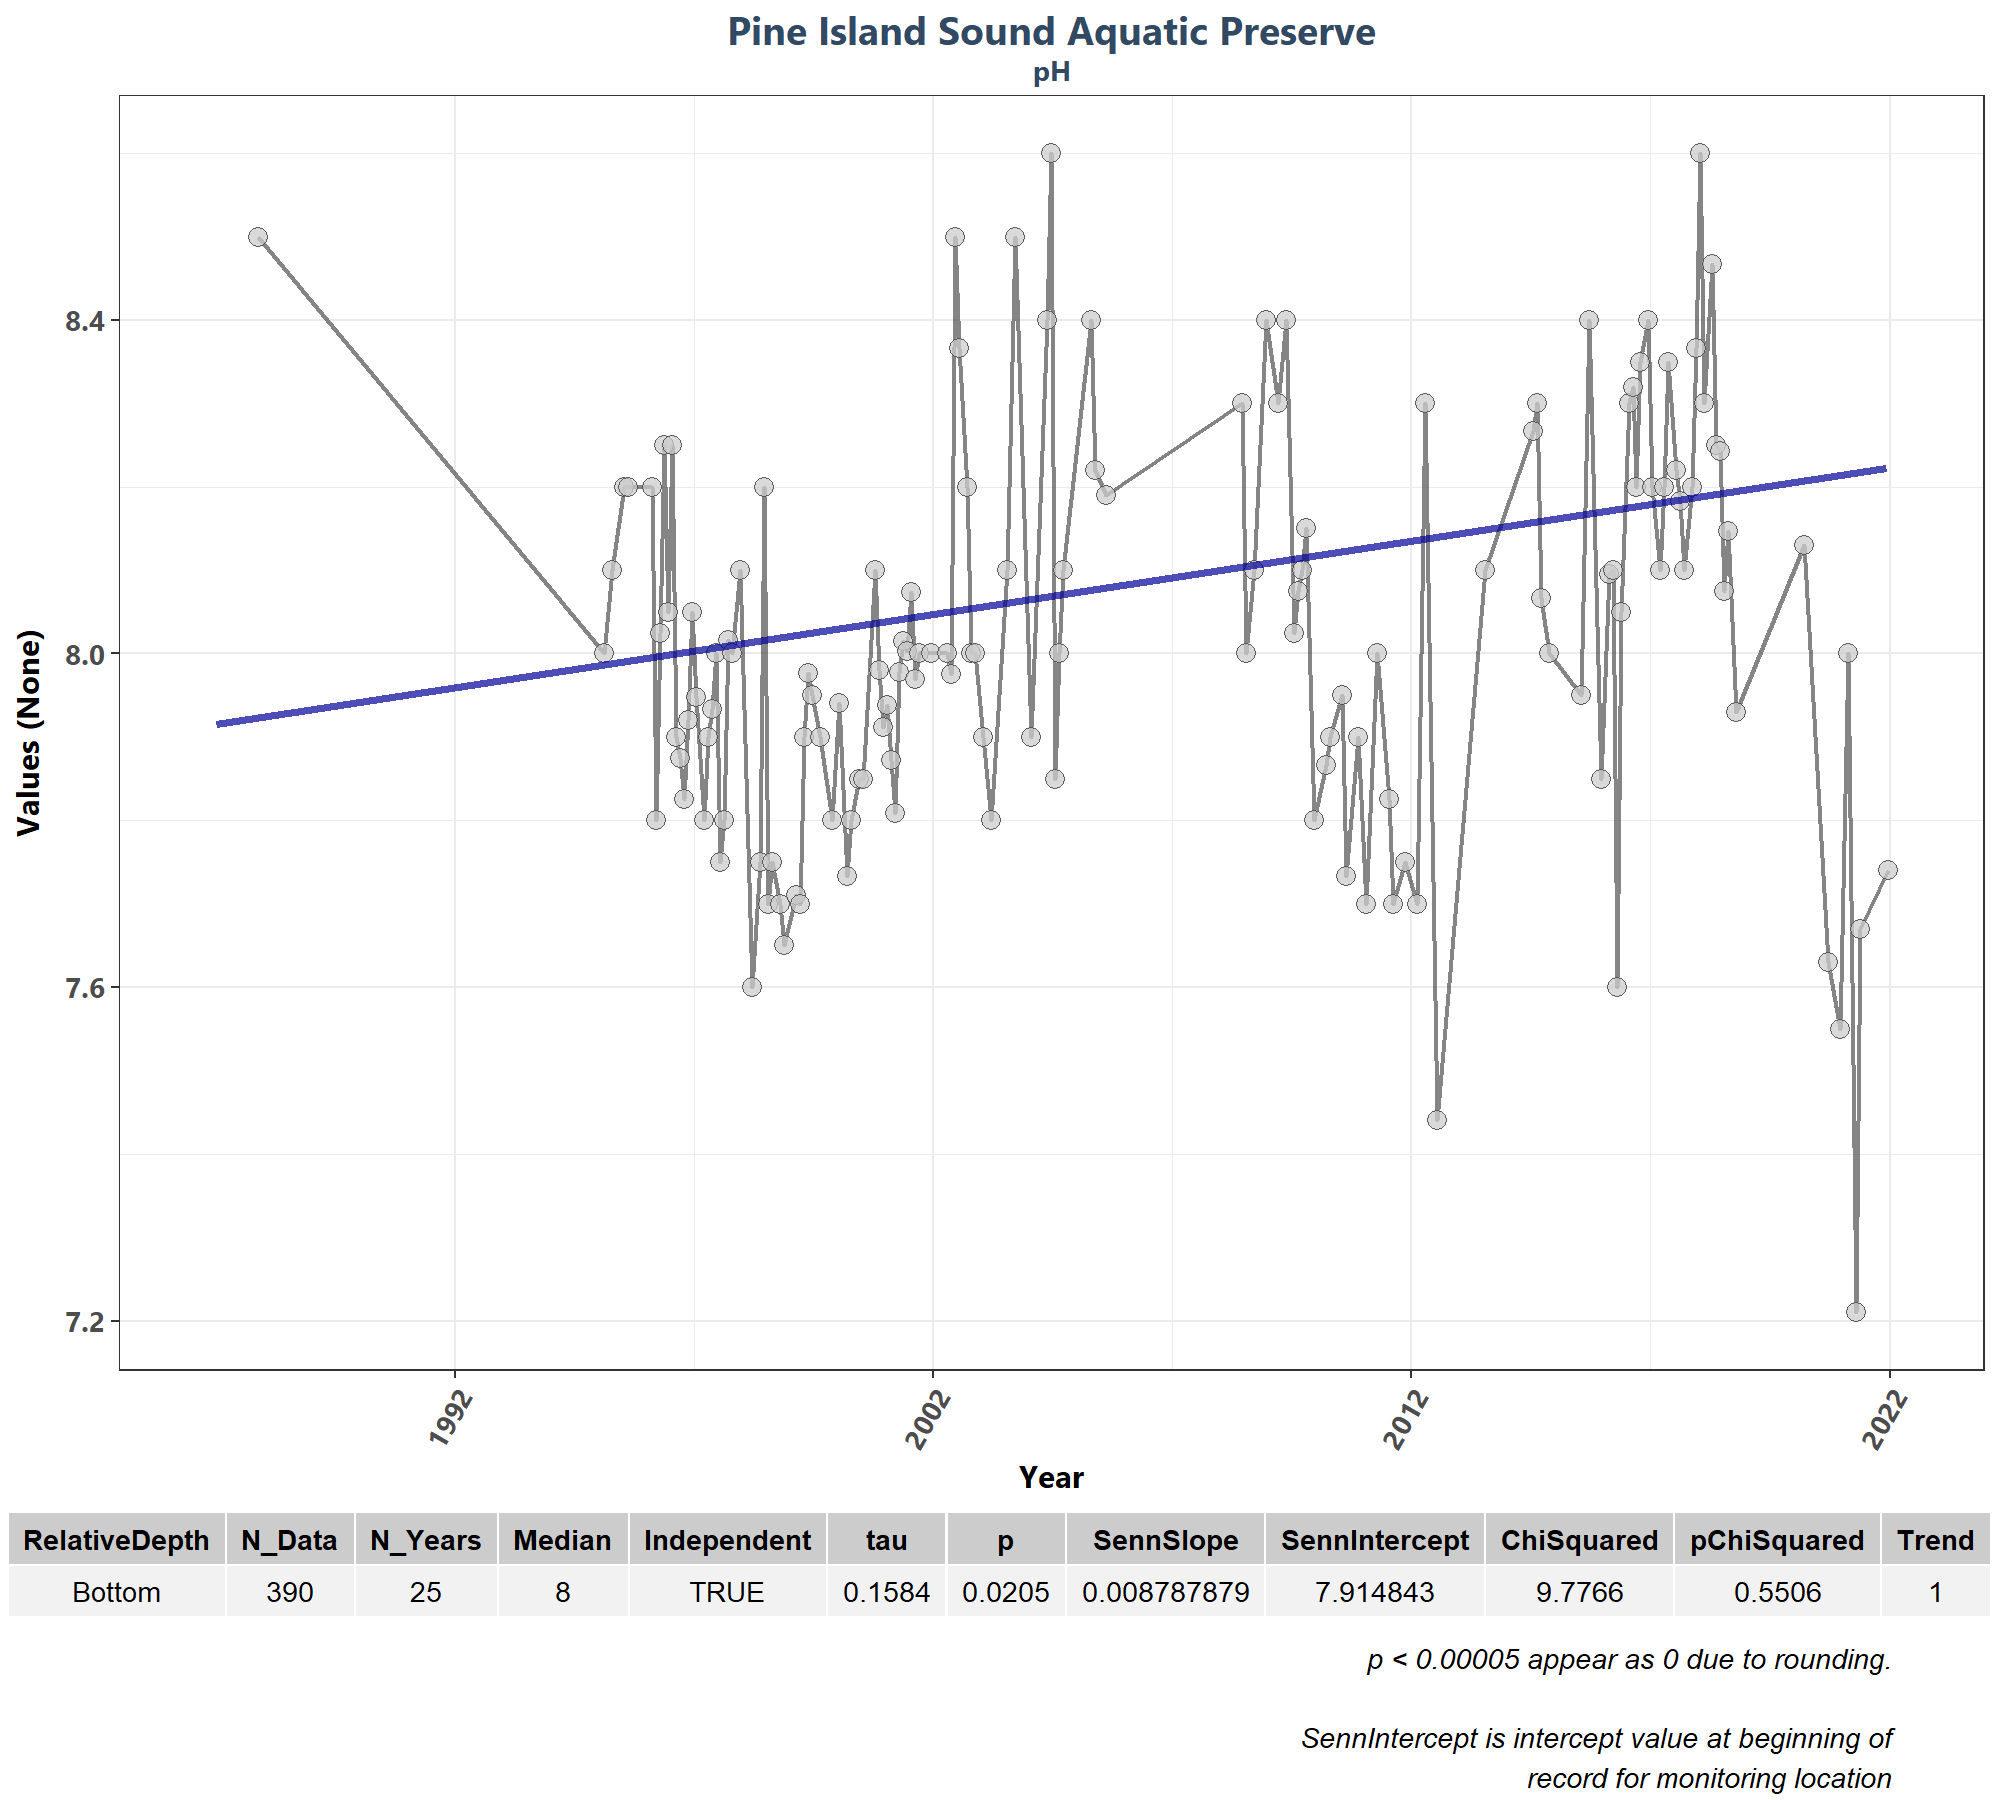 Pine Island Sound Aquatic Preserve
pH
8.4
8.0
7.6
7.2
Values (None)
1992
2002
2012
2022
Year
RelativeDepth N_Data N_Years Median Independent tau p SennSlope SennIntercept ChiSquared pChiSquared Trend
Bottom 390 25 8 TRUE 0.1584 0.0205 0.008787879 7.914843 9.7766 0.5506 1
p < 0.00005 appear as 0 due to rounding.
SennIntercept is intercept value at beginning of
record for monitoring location